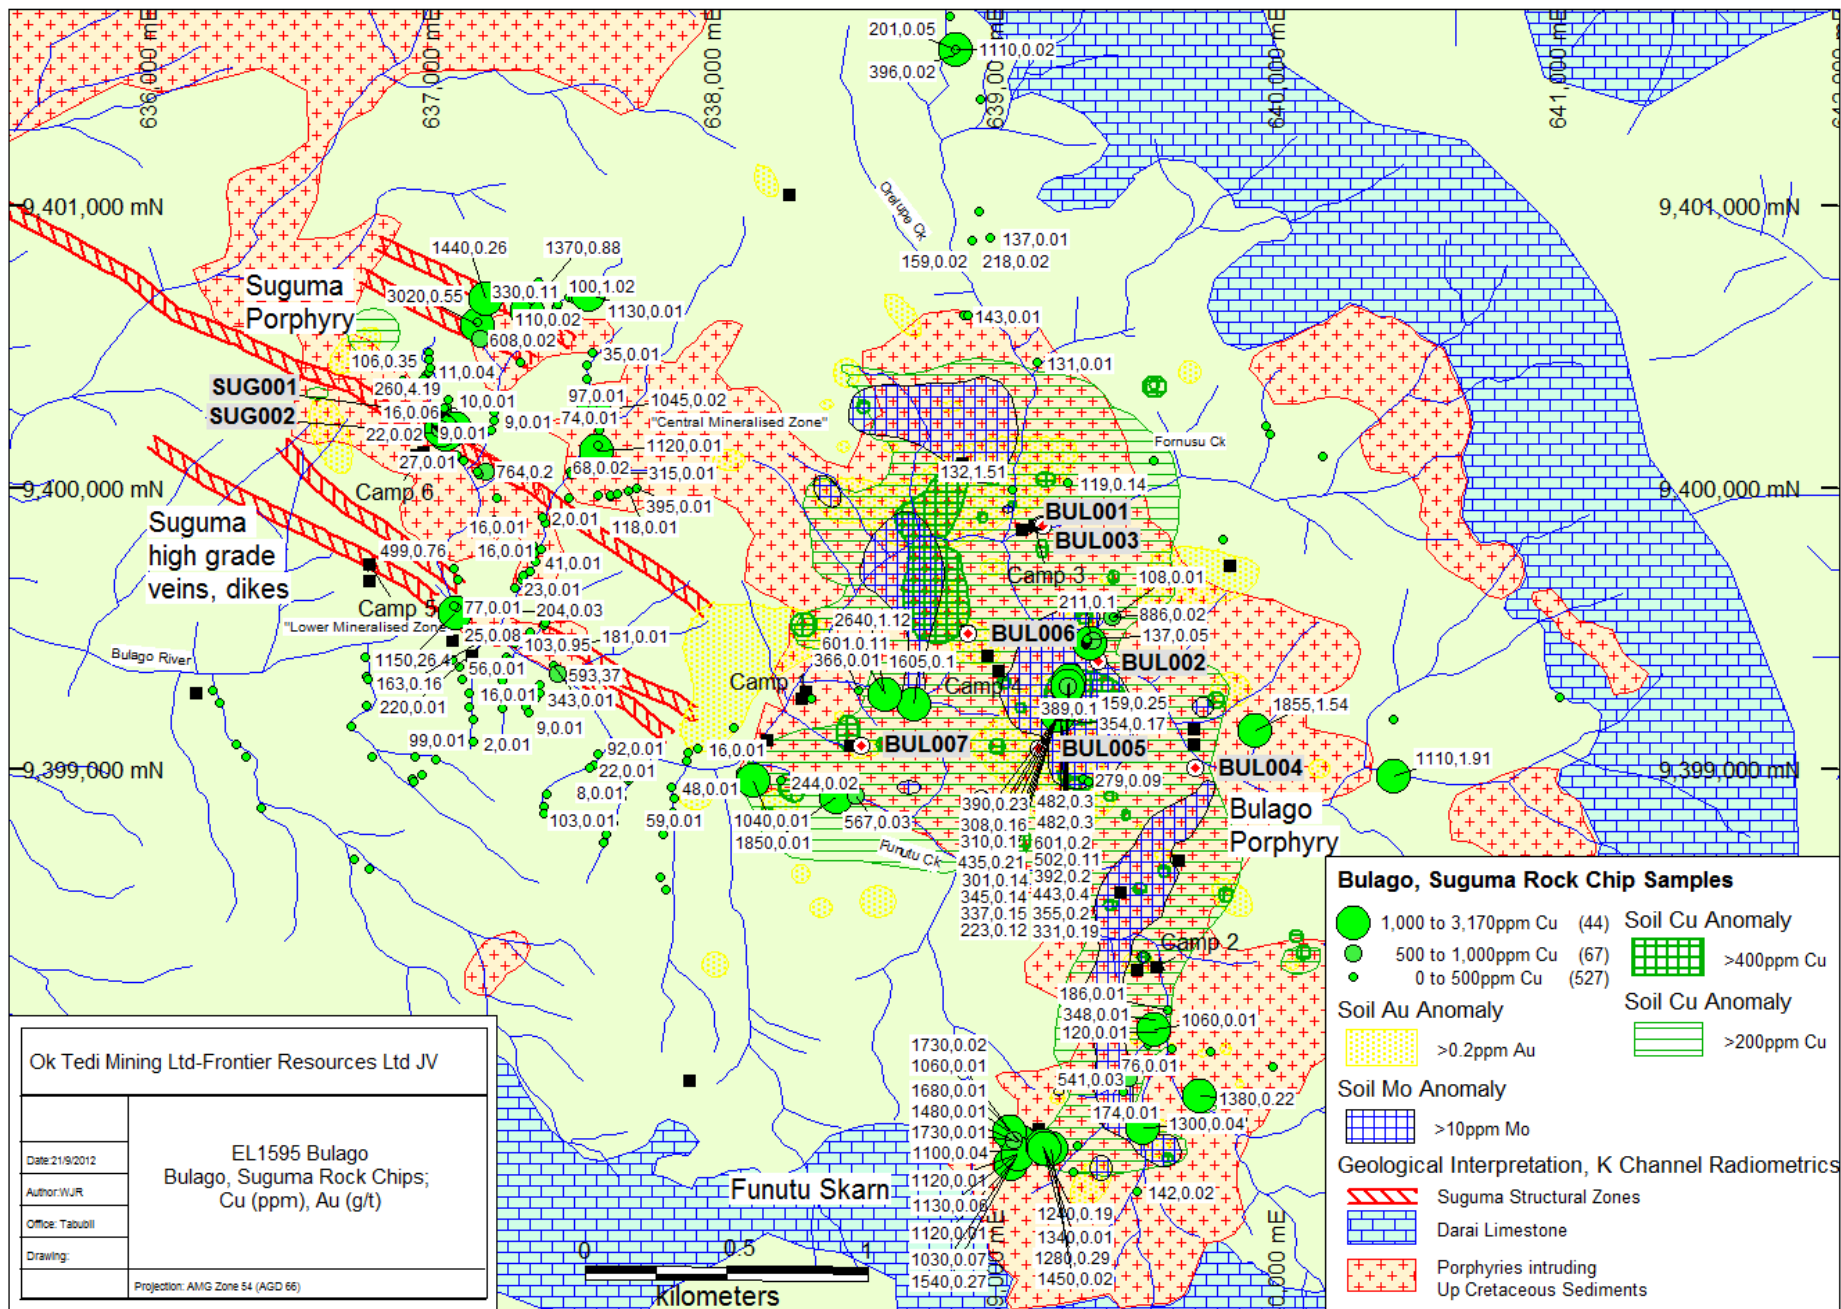 636,000 mE
637,000 mE
638,000 mE
639,000 mE
640,000 mE
641,000 mE
201,0.05
1110,0.02
396,0.02
9,401,000 mN
9,401,000 mN
Orelupe Ck
137,0.01
159,0.02
218,0.02
1440,0.26
1370,0.88
Suguma
Porphyry
3020,0.55
330,0.11
100,1.02
1130,0.01
110,0.02
608,0.02
143,0.01
106,0.35
35,0.01
131,0.01
11,0.04
SUG001
260,4.19
SUG002
16,0.06
10,0.01
97,0.01
1045,0.02
9,0.01
74,0.01
"Central Mineralised Zone"
22,0.02
9,0.01
1120,0.01
Fornusu Ck
27,0.01
764,0.2
68,0.02
315,0.01
132,1.51
119,0.14
9,400,000 mN
Camp 6
9,400,000 mN
395,0.01
118,0.01
Suguma
high grade
veins, dikes
16,0.01
2,0.01
BUL001
BUL003
499,0.76
16,0.01
41,0.01
Camp 3
108,0.01
23,0.01
Camp 5
77,0.01
204,0.03
211,0.1
886,0.02
"Lower Mineralised Zone
25,0.08
103,0.95
181,0.01
2640,1.12
BUL006
137,0.05
601,0.11
Bulago River
1150,26.4
56,0.01
366,0.01
1605,0.1
BUL002
163,0.16
593,37
Camp 1
Camp 4
220,0.01
16,0.01
343,0.01
389,0.1
159,0.25
1855,1.54
9,0.01
354,0.17
99,0.01
2,0.01
92,0.01
16,0.01
BUL007
BUL005
9,399,000 mN
22,0.01
BUL004
1110,1.91
9,399,000 mN
8,0.01
48,0.01
244,0.02
279,0.09
103,0.01
59,0.01
1040,0.01
567,0.03
1850,0.01
Funutu Ck
390,0.23
482,0.3
308,0.16
482,0.3
310,0.15
601,0.2
435,0.21
502,0.11
301,0.14
392,0.2
345,0.14
443,0.4
337,0.15
355,0.2
223,0.12
331,0.19
Bulago
Porphyry
Camp 2
186,0.01
348,0.01
1060,0.01
120,0.01
1730,0.02
1060,0.01
76,0.01
541,0.03
1380,0.22
1680,0.01
1480,0.01
174,0.01
1300,0.04
1730,0.01
1100,0.04
1120,0.01
1130,0.06
1120,0.01
1030,0.07
1540,0.27
Funutu Skarn
142,0.02
1240,0.19
1340,0.01
1280,0.29
1450,0.02
0 0.5 1
kilometers
Bulago, Suguma Rock Chip Samples
1,000 to 3,170ppm Cu (44)
500 to 1,000ppm Cu (67)
0 to 500ppm Cu (527)
Soil Cu Anomaly
>400ppm Cu
Soil Au Anomaly
>0.2ppm Au
Soil Cu Anomaly
>200ppm Cu
Soil Mo Anomaly
>10ppm Mo
Geological Interpretation, K Channel Radiometrics
Suguma Structural Zones
Darai Limestone
Porphyries intruding
Up Cretaceous Sediments
Ok Tedi Mining Ltd-Frontier Resources Ltd JV
EL1595 Bulago
Bulago, Suguma Rock Chips;
Cu (ppm), Au (g/t)
Date:21/9/2012
Author:WJR
Office: Tabubil
Drawing:
Projection: AMG Zone 54 (AGD 66)